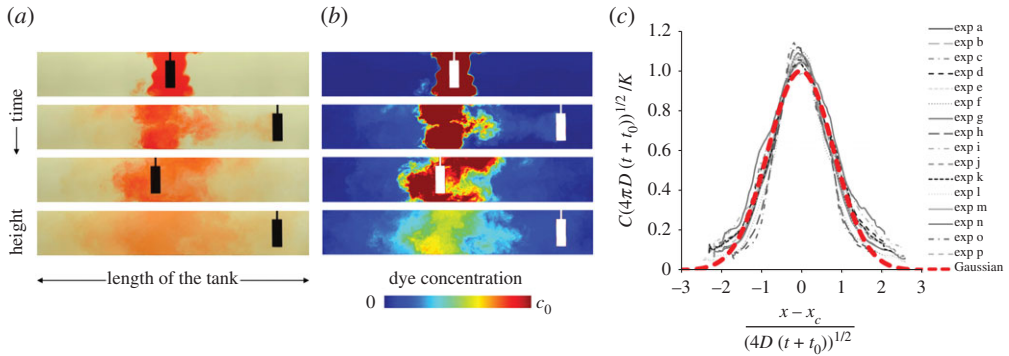 (a)
(b)
(c)
time
height
length of the tank
dye concentration
0
c₀
C(4πD (t + t₀))¹/² /K
1.2
1.0
0.8
0.6
0.4
0.2
0
−3
−2
−1
0
1
2
3
x − x_c
(4D (t + t₀))¹/²
exp a
exp b
exp c
exp d
exp e
exp f
exp g
exp h
exp i
exp j
exp k
exp l
exp m
exp n
exp o
exp p
Gaussian